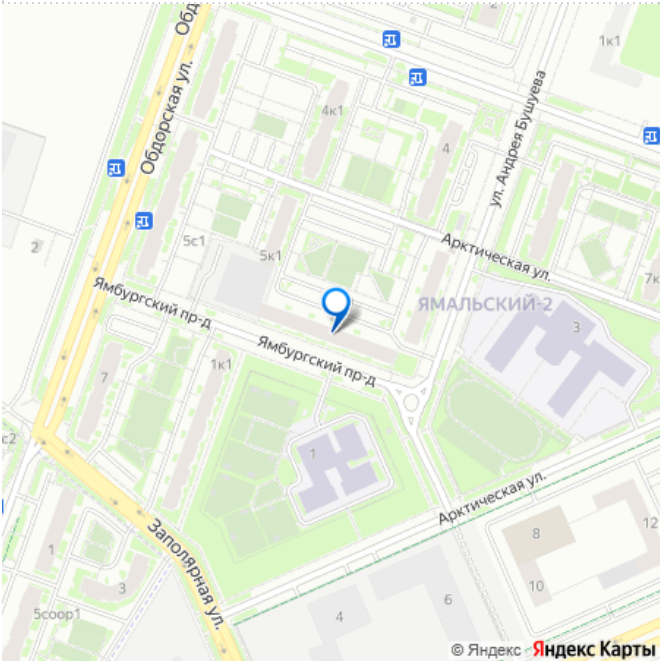 Обд
2
1к1
Обдорская ул.
4к1
4
ул. Андрея Бушуева
5с1
5к1
2
Арктическая ул.
7к
Ямбургский пр-д
ЯМАЛЬСКИЙ-2
3
Ямбургский пр-д
7
1к1
с2
1
Арктическая ул.
Заполярная ул.
8
12
1
3
10
6
4
5соор1
© Яндекс Яндекс Карты